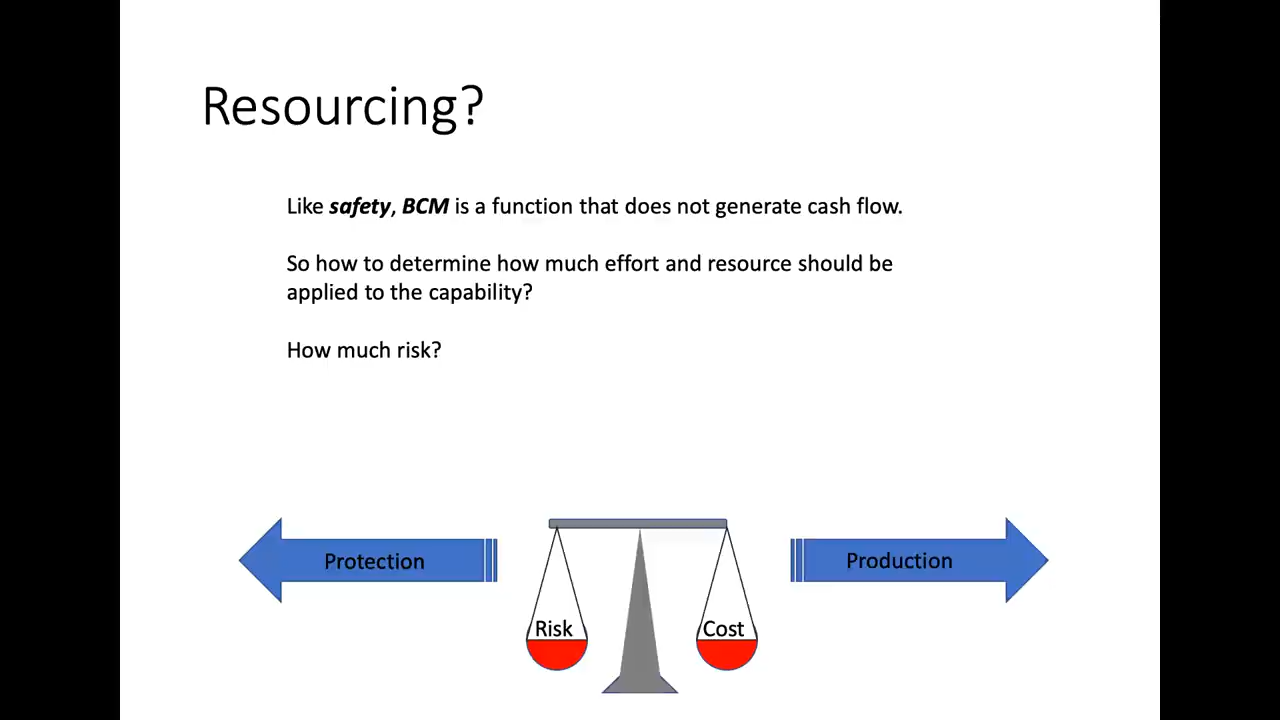 Resourcing?
Like safety, BCM is a function that does not generate cash flow.
So how to determine how much effort and resource should be
applied to the capability?
How much risk?
Protection
Production
Risk
Cost